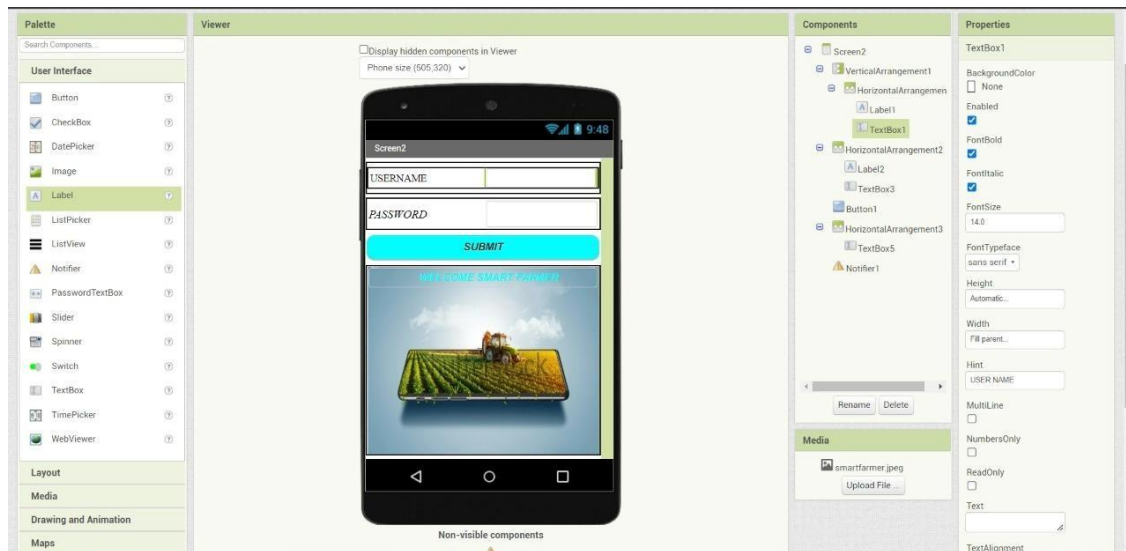 Palette
Search Components...
User Interface
Button
CheckBox
DatePicker
Image
Label
ListPicker
ListView
Notifier
PasswordTextBox
Slider
Spinner
Switch
TextBox
TimePicker
WebViewer
Layout
Media
Drawing and Animation
Maps
Viewer
Display hidden components in Viewer
Phone size (505,320)
9:48
Screen2
USERNAME
PASSWORD
SUBMIT
WELCOME SMART FARMER
Non-visible components
Components
Screen2
VerticalArrangement1
HorizontalArrangemen
Label1
TextBox1
HorizontalArrangement2
Label2
TextBox3
Button1
HorizontalArrangement3
TextBox5
Notifier1
Rename Delete
Media
smartfarmer.jpeg
Upload File ...
Properties
TextBox1
BackgroundColor
None
Enabled
FontBold
FontItalic
FontSize
14.0
FontTypeface
sans serif
Height
Automatic...
Width
Fill parent...
Hint
USER NAME
MultiLine
NumbersOnly
ReadOnly
Text
TextAlignment